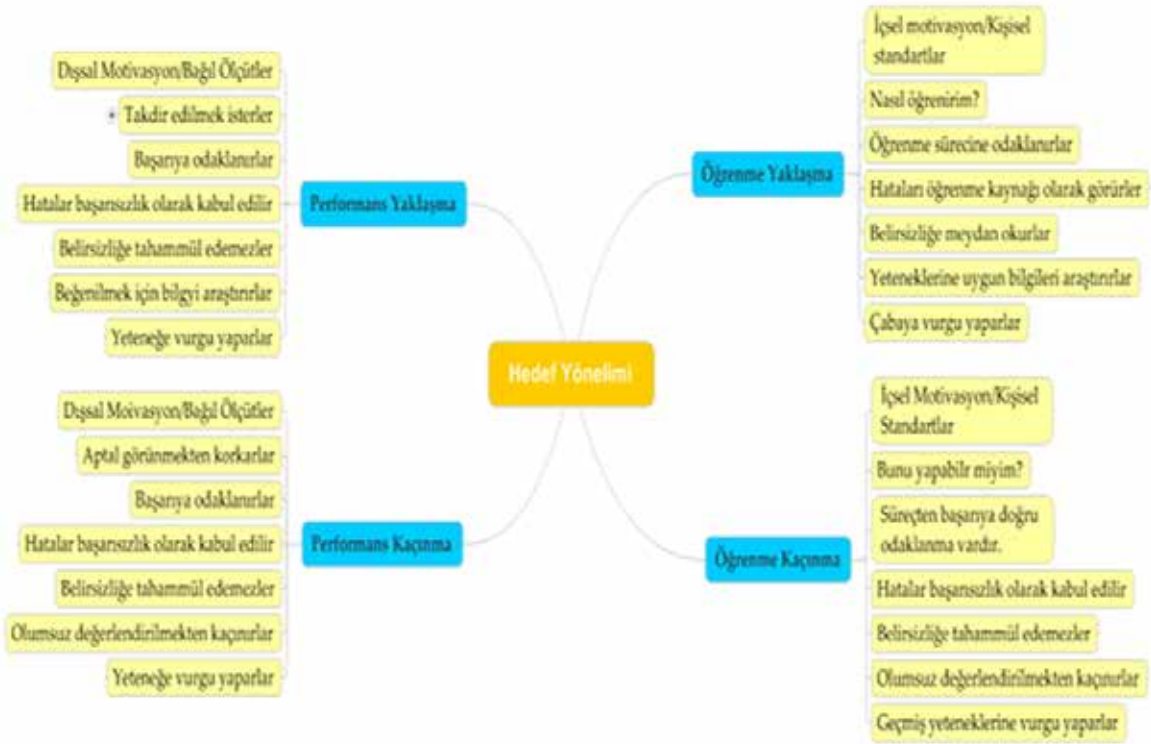 Hedef Yönelimi
Performans Yaklaşma
Dışsal Motivasyon/Bağıl Ölçütler
Takdir edilmek isterler
Başarıya odaklanırlar
Hatalar başarısızlık olarak kabul edilir
Belirsizliğe tahammül edemezler
Beğenilmek için bilgyi araştırırlar
Yeteneğe vurgu yaparlar
Performans Kaçınma
Dışsal Moivasyon/Bağıl Ölçütler
Aptal görünmekten korkarlar
Başarıya odaklanırlar
Hatalar başarısızlık olarak kabul edilir
Belirsizliğe tahammül edemezler
Olumsuz değerlendirilmekten kaçınırlar
Yeteneğe vurgu yaparlar
Öğrenme Yaklaşma
İçsel motivasyon/Kişisel
standartlar
Nasıl öğrenirim?
Öğrenme sürecine odaklanırlar
Hataları öğrenme kaynağı olarak görürler
Belirsizliğe meydan okurlar
Yeteneklerine uygun bilgileri araştırırlar
Çabaya vurgu yaparlar
Öğrenme Kaçınma
İçsel Motivasyon/Kişisel
Standartlar
Bunu yapabilr miyim?
Süreçten başarıya doğru
odaklanma vardır.
Hatalar başarısızlık olarak kabul edilir
Belirsizliğe tahammül edemezler
Olumsuz değerlendirilmekten kaçınırlar
Geçmiş yeteneklerine vurgu yaparlar